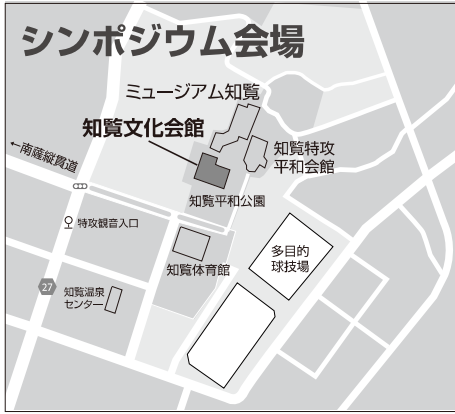 シンポジウム会場
ミュージアム知覧
知覧文化会館
知覧特攻
平和会館
←南薩縦貫道
知覧平和公園
特攻観音入口
多目的
球技場
知覧体育館
27
知覧温泉
センター